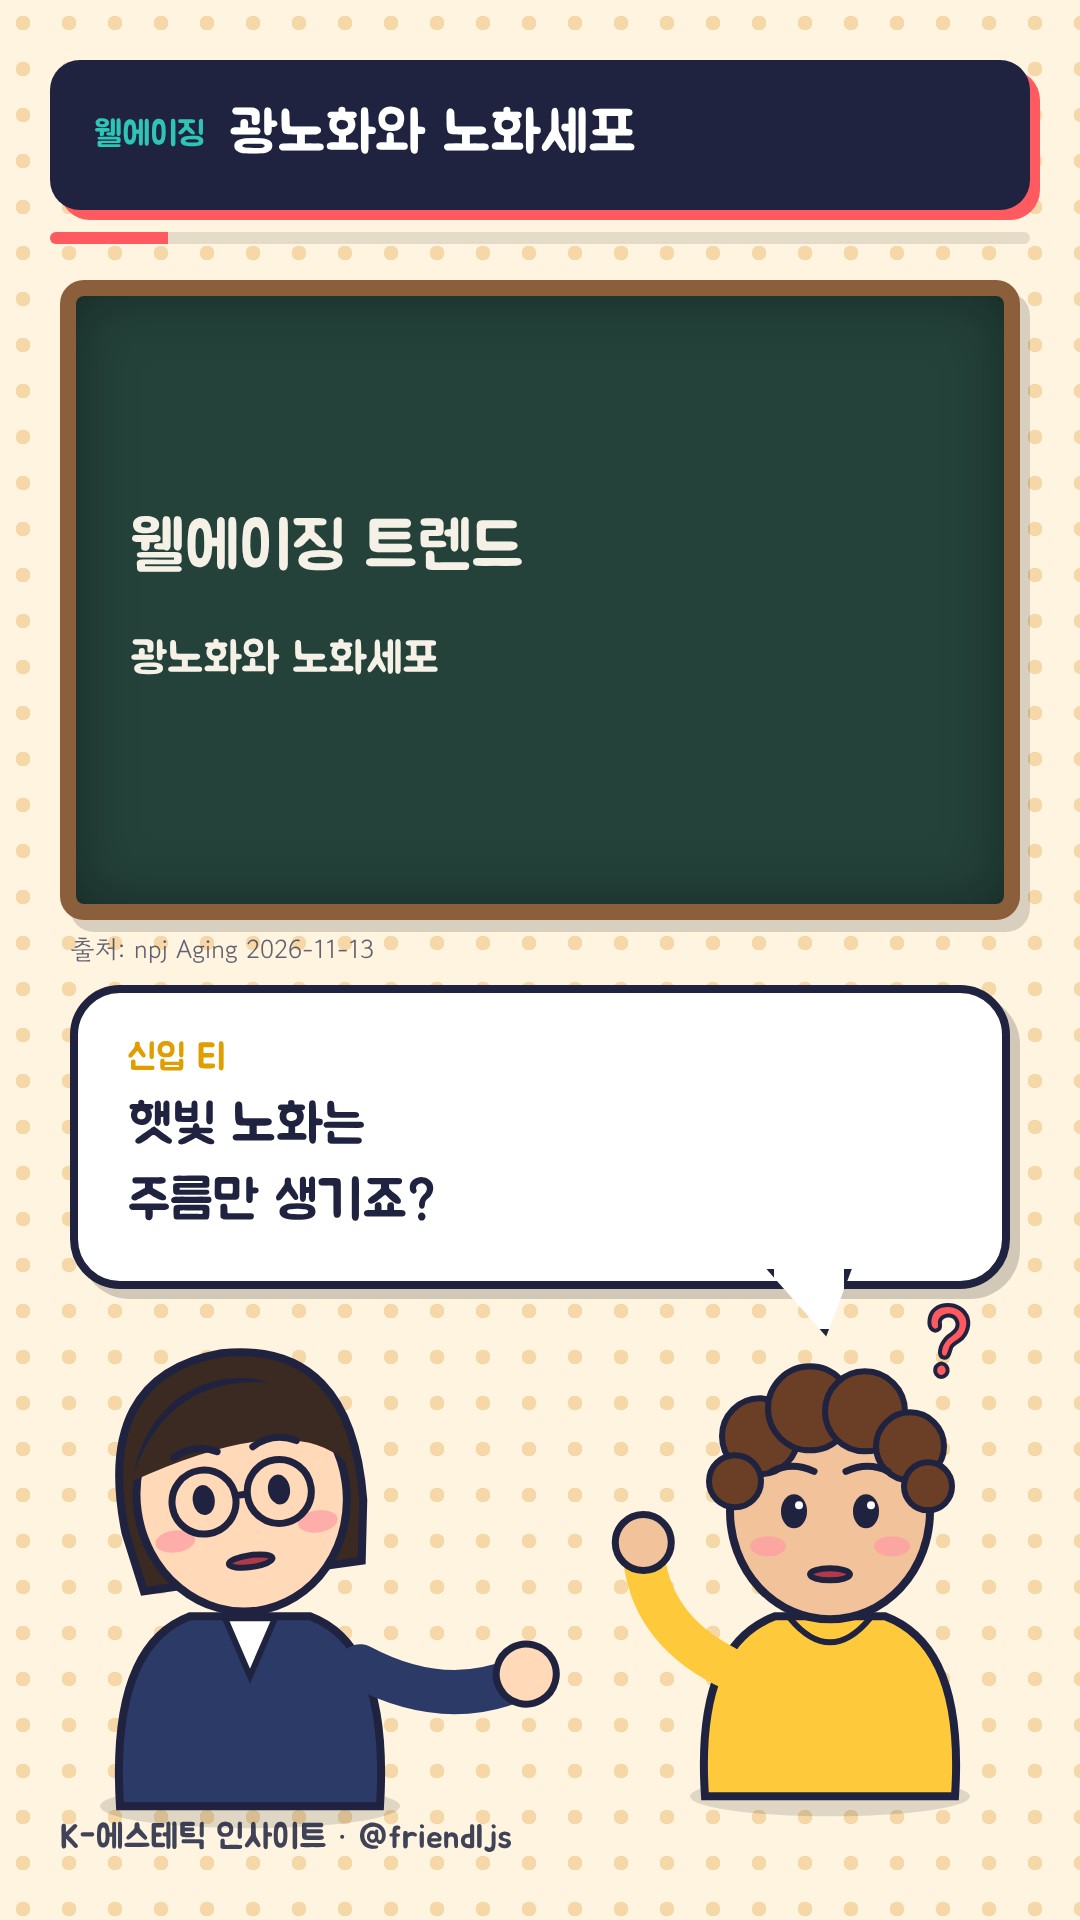 웰에이징 광노화와 노화세포
웰에이징 트렌드
광노화와 노화세포
출처: npj Aging 2026-11-13
신입 티
햇빛 노화는
주름만 생기죠?
?
K-에스테틱 인사이트 · @friendljs